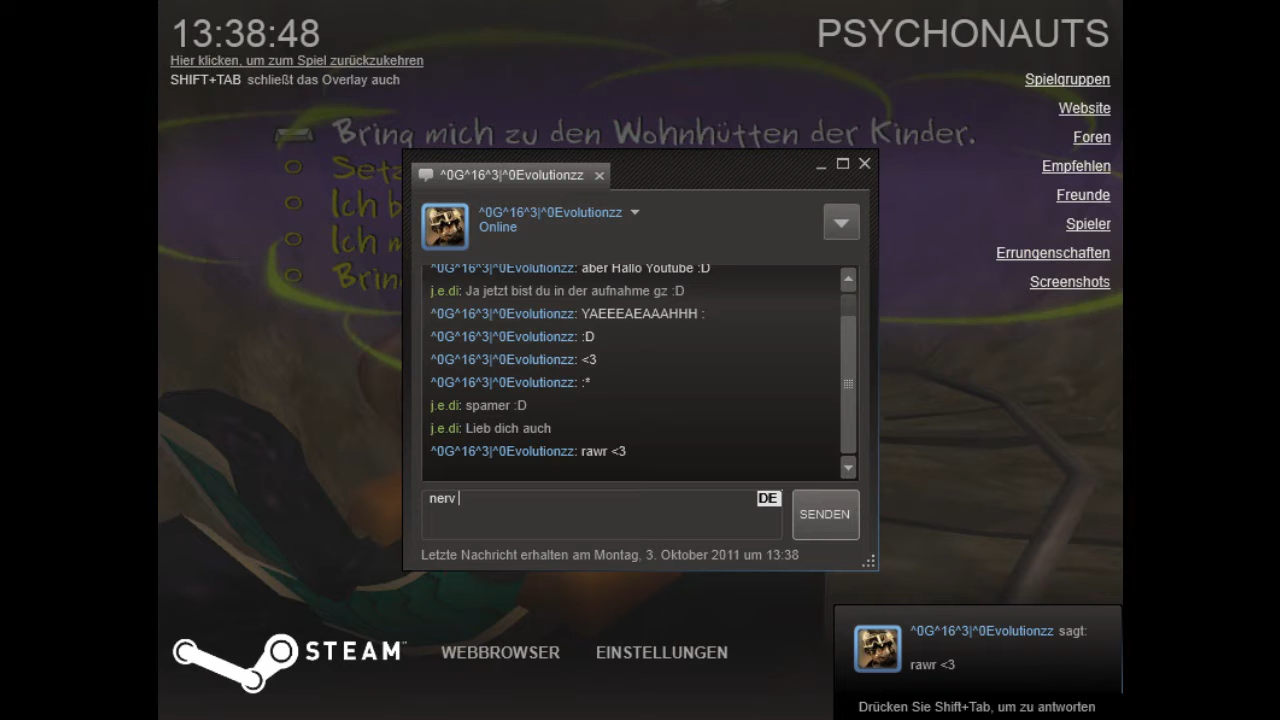 13:38:48
PSYCHONAUTS
Hier klicken, um zum Spiel zurückzukehren
SHIFT+TAB schließt das Overlay auch
Spielgruppen
Website
Foren
Empfehlen
Freunde
Spieler
Errungenschaften
Screenshots
Bring mich zu den Wohnhütten der Kinder.
Setz
Ich b
Ich m
Bring
^0G^16^3|^0Evolutionzz
^0G^16^3|^0Evolutionzz
Online
^0G^16^3|^0Evolutionzz: aber Hallo Youtube :D
j.e.di: Ja jetzt bist du in der aufnahme gz :D
^0G^16^3|^0Evolutionzz: YAEEEAEAAAHHH :
^0G^16^3|^0Evolutionzz: :D
^0G^16^3|^0Evolutionzz: <3
^0G^16^3|^0Evolutionzz: :*
j.e.di: spamer :D
j.e.di: Lieb dich auch
^0G^16^3|^0Evolutionzz: rawr <3
nerv
DE
SENDEN
Letzte Nachricht erhalten am Montag, 3. Oktober 2011 um 13:38
STEAM™
WEBBROWSER
EINSTELLUNGEN
^0G^16^3|^0Evolutionzz sagt:
rawr <3
Drücken Sie Shift+Tab, um zu antworten